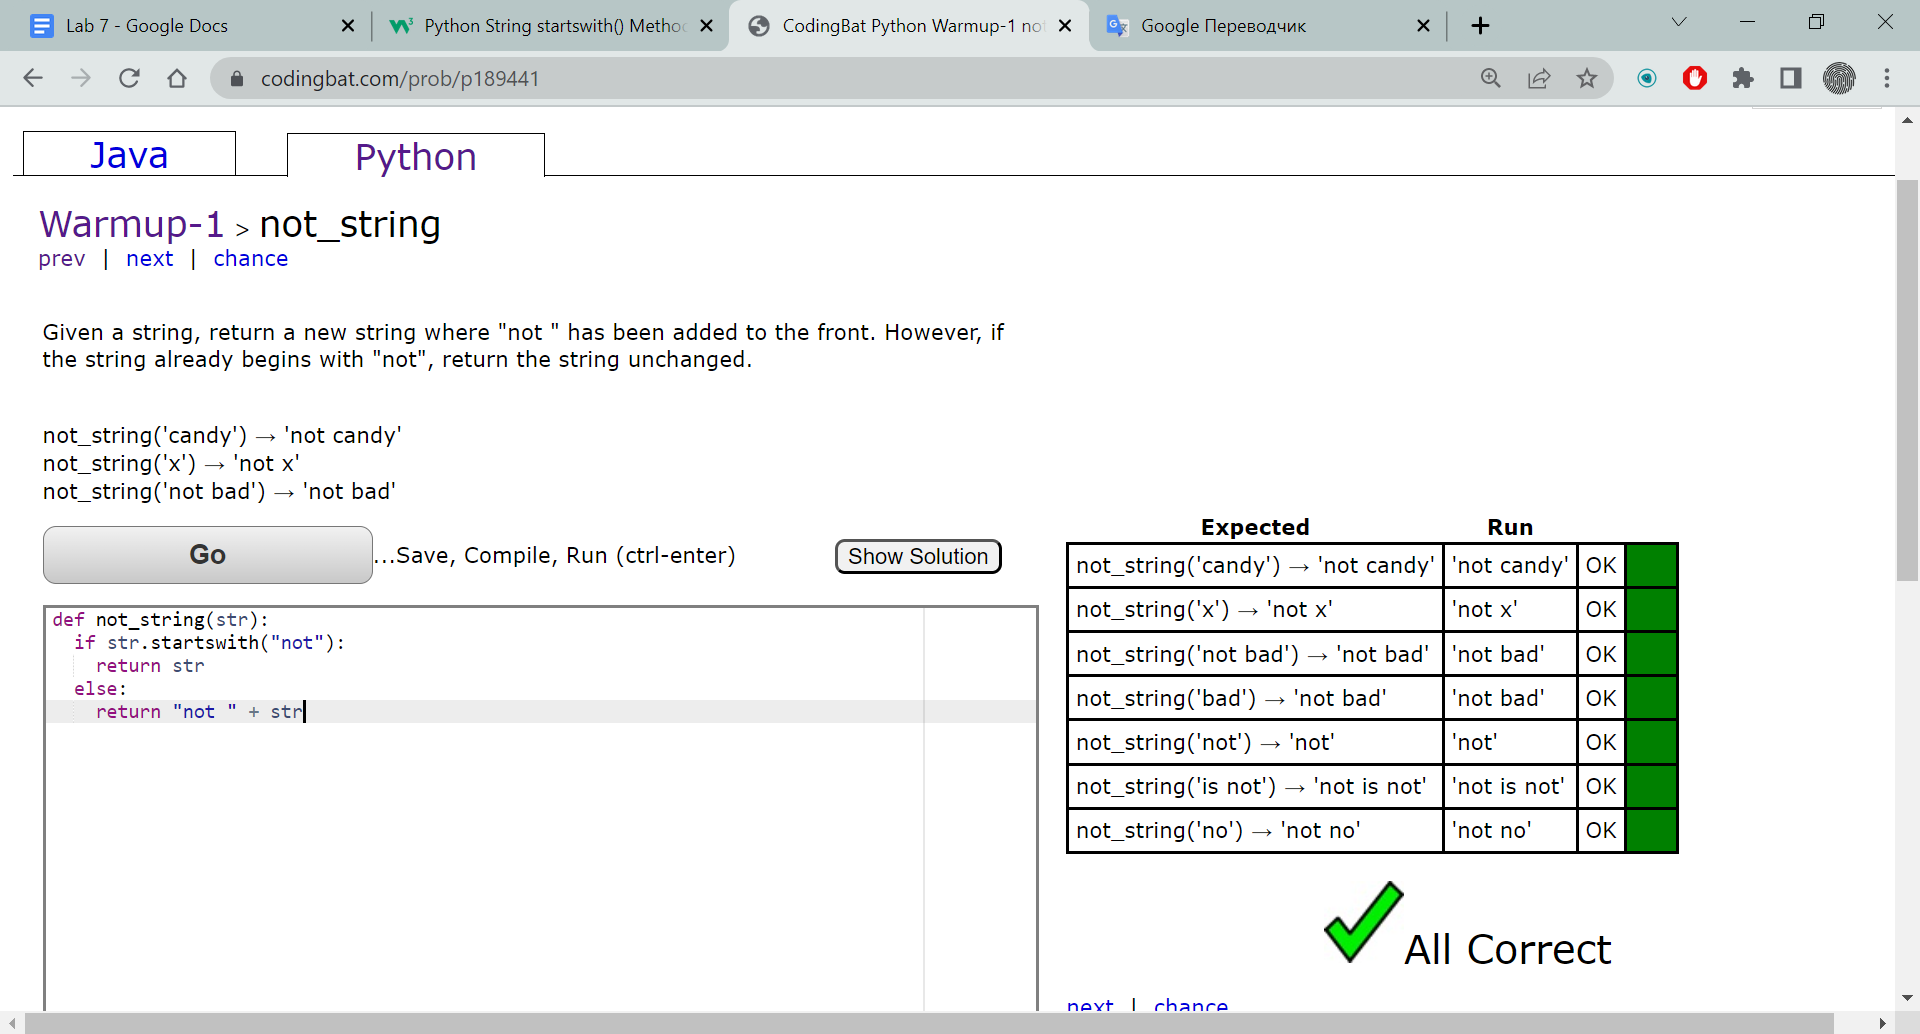 Lab 7 - Google Docs
Python String startswith() Method
CodingBat Python Warmup-1 not
Google Переводчик
codingbat.com/prob/p189441
Java
Python
Warmup-1 > not_string
prev | next | chance
Given a string, return a new string where "not " has been added to the front. However, if
the string already begins with "not", return the string unchanged.
not_string('candy') → 'not candy'
not_string('x') → 'not x'
not_string('not bad') → 'not bad'
Go
...Save, Compile, Run (ctrl-enter)
Show Solution
def not_string(str):
  if str.startswith("not"):
    return str
  else:
    return "not " + str
Expected Run
not_string('candy') → 'not candy' 'not candy' OK
not_string('x') → 'not x' 'not x' OK
not_string('not bad') → 'not bad' 'not bad' OK
not_string('bad') → 'not bad' 'not bad' OK
not_string('not') → 'not' 'not' OK
not_string('is not') → 'not is not' 'not is not' OK
not_string('no') → 'not no' 'not no' OK
All Correct
next | chance